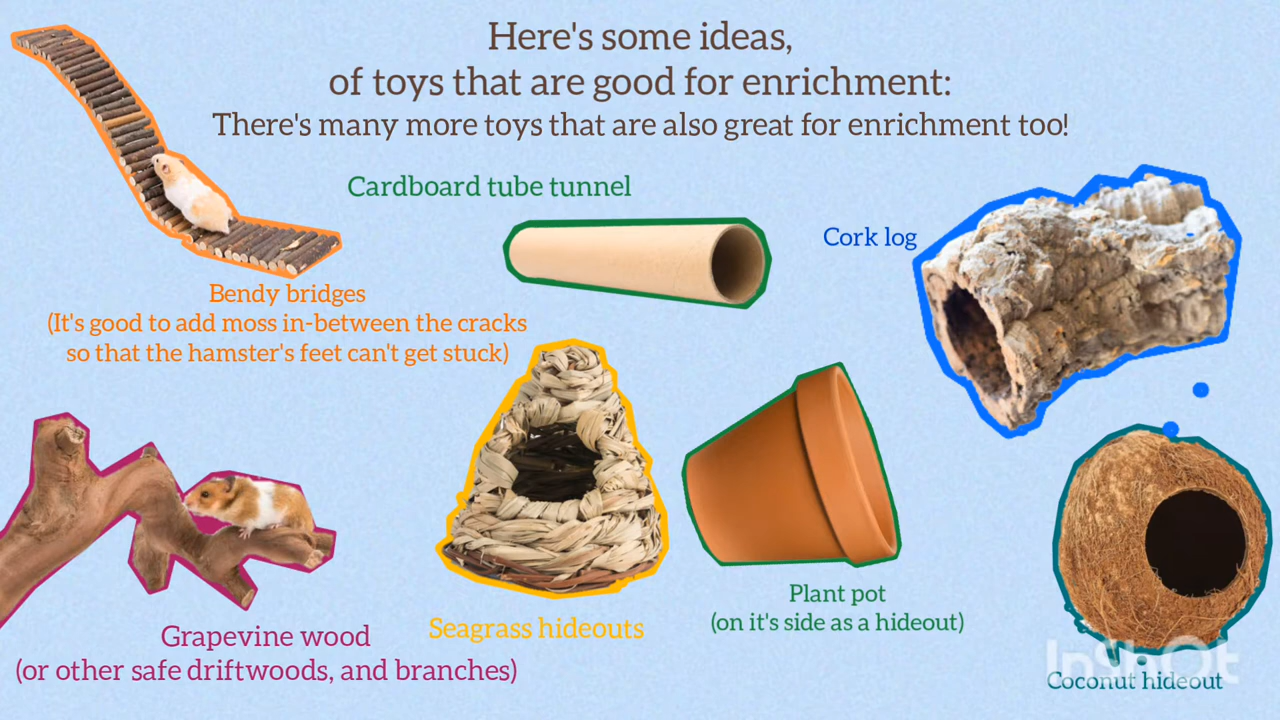 Here's some ideas,
of toys that are good for enrichment:
There's many more toys that are also great for enrichment too!
Cardboard tube tunnel
Cork log
Bendy bridges
(It's good to add moss in-between the cracks
so that the hamster's feet can't get stuck)
Grapevine wood
(or other safe driftwoods, and branches)
Seagrass hideouts
Plant pot
(on it's side as a hideout)
InShOt
Coconut hideout